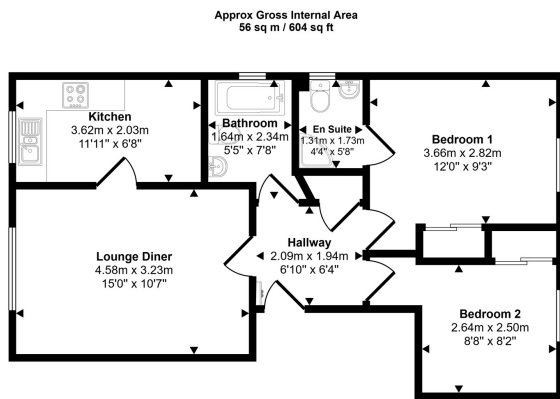 Approx Gross Internal Area
56 sq m / 604 sq ft
Kitchen
3.62m x 2.03m
11'11" x 6'8"
Bathroom
1.64m x 2.34m
5'5" x 7'8"
En Suite
1.31m x 1.73m
4'4" x 5'8"
Bedroom 1
3.66m x 2.82m
12'0" x 9'3"
Lounge Diner
4.58m x 3.23m
15'0" x 10'7"
Hallway
2.09m x 1.94m
6'10" x 6'4"
Bedroom 2
2.64m x 2.50m
8'8" x 8'2"